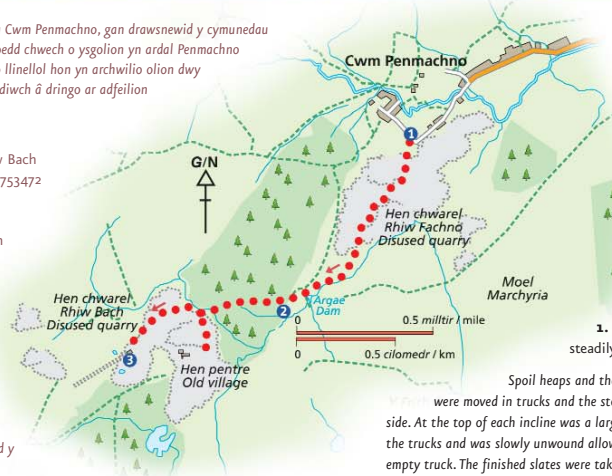 n Cwm Penmachno, gan drawsnewid y cymunedau
oedd chwech o ysgolion yn ardal Penmachno
llinellol hon yn archwilio olion dwy
diwch â dringo ar adfeilion
w Bach
753472
Cwm Penmachno
1
G/N
Hen chwarel
Rhiw Fachno
Disused quarry
Moel
Marchyria
Argae
Dam
2
0
0.5 milltir / mile
0
0.5 cilomedr / km
Hen chwarel
Rhiw Bach
Disused quarry
3
Hen pentre
Old village
1.
steadily
Spoil heaps and the
were moved in trucks and the ste
side. At the top of each incline was a larg
the trucks and was slowly unwound allow
empty truck. The finished slates were tak
d y